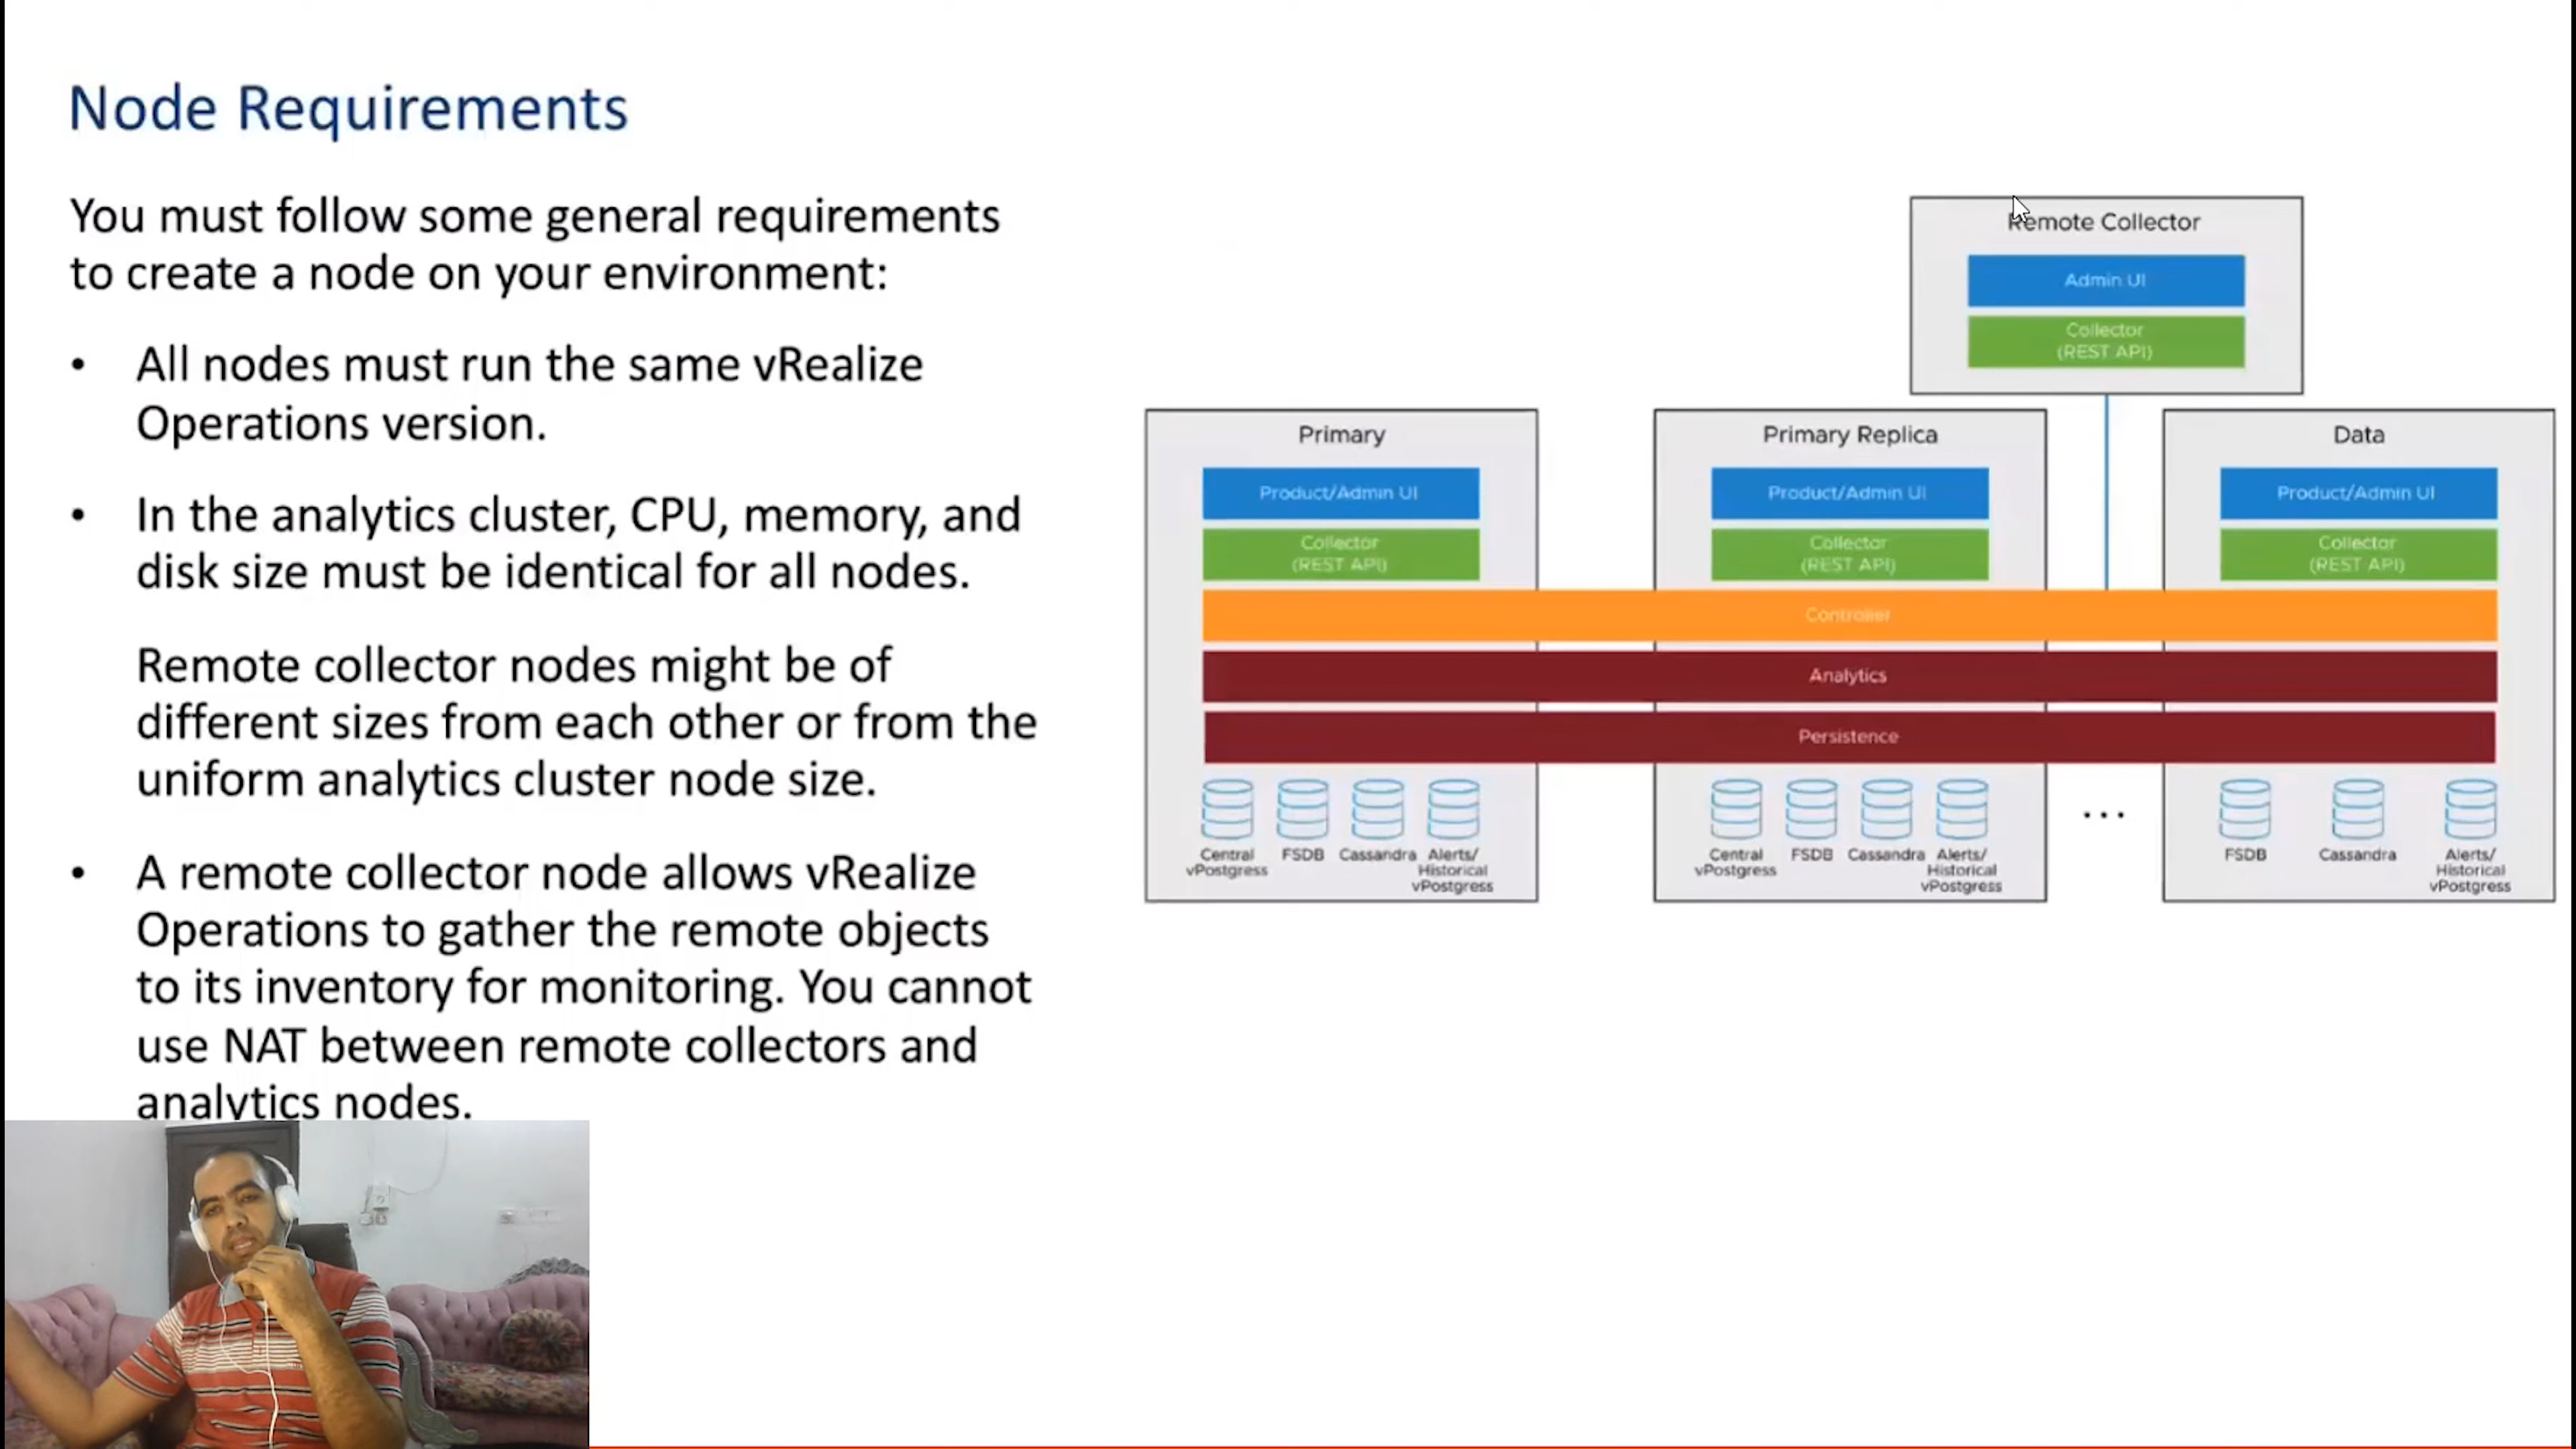 Node Requirements
You must follow some general requirements
to create a node on your environment:
• All nodes must run the same vRealize
Operations version.
• In the analytics cluster, CPU, memory, and
disk size must be identical for all nodes.
Remote collector nodes might be of
different sizes from each other or from the
uniform analytics cluster node size.
• A remote collector node allows vRealize
Operations to gather the remote objects
to its inventory for monitoring. You cannot
use NAT between remote collectors and
analytics nodes.
Remote Collector
Admin UI
Collector
(REST API)
Primary
Product/Admin UI
Collector
(REST API)
Primary Replica
Product/Admin UI
Collector
(REST API)
Data
Product/Admin UI
Collector
(REST API)
Controller
Analytics
Persistence
Central
vPostgress
FSDB
Cassandra
Alerts/
Historical
vPostgress
Central
vPostgress
FSDB
Cassandra
Alerts/
Historical
vPostgress
...
FSDB
Cassandra
Alerts/
Historical
vPostgress